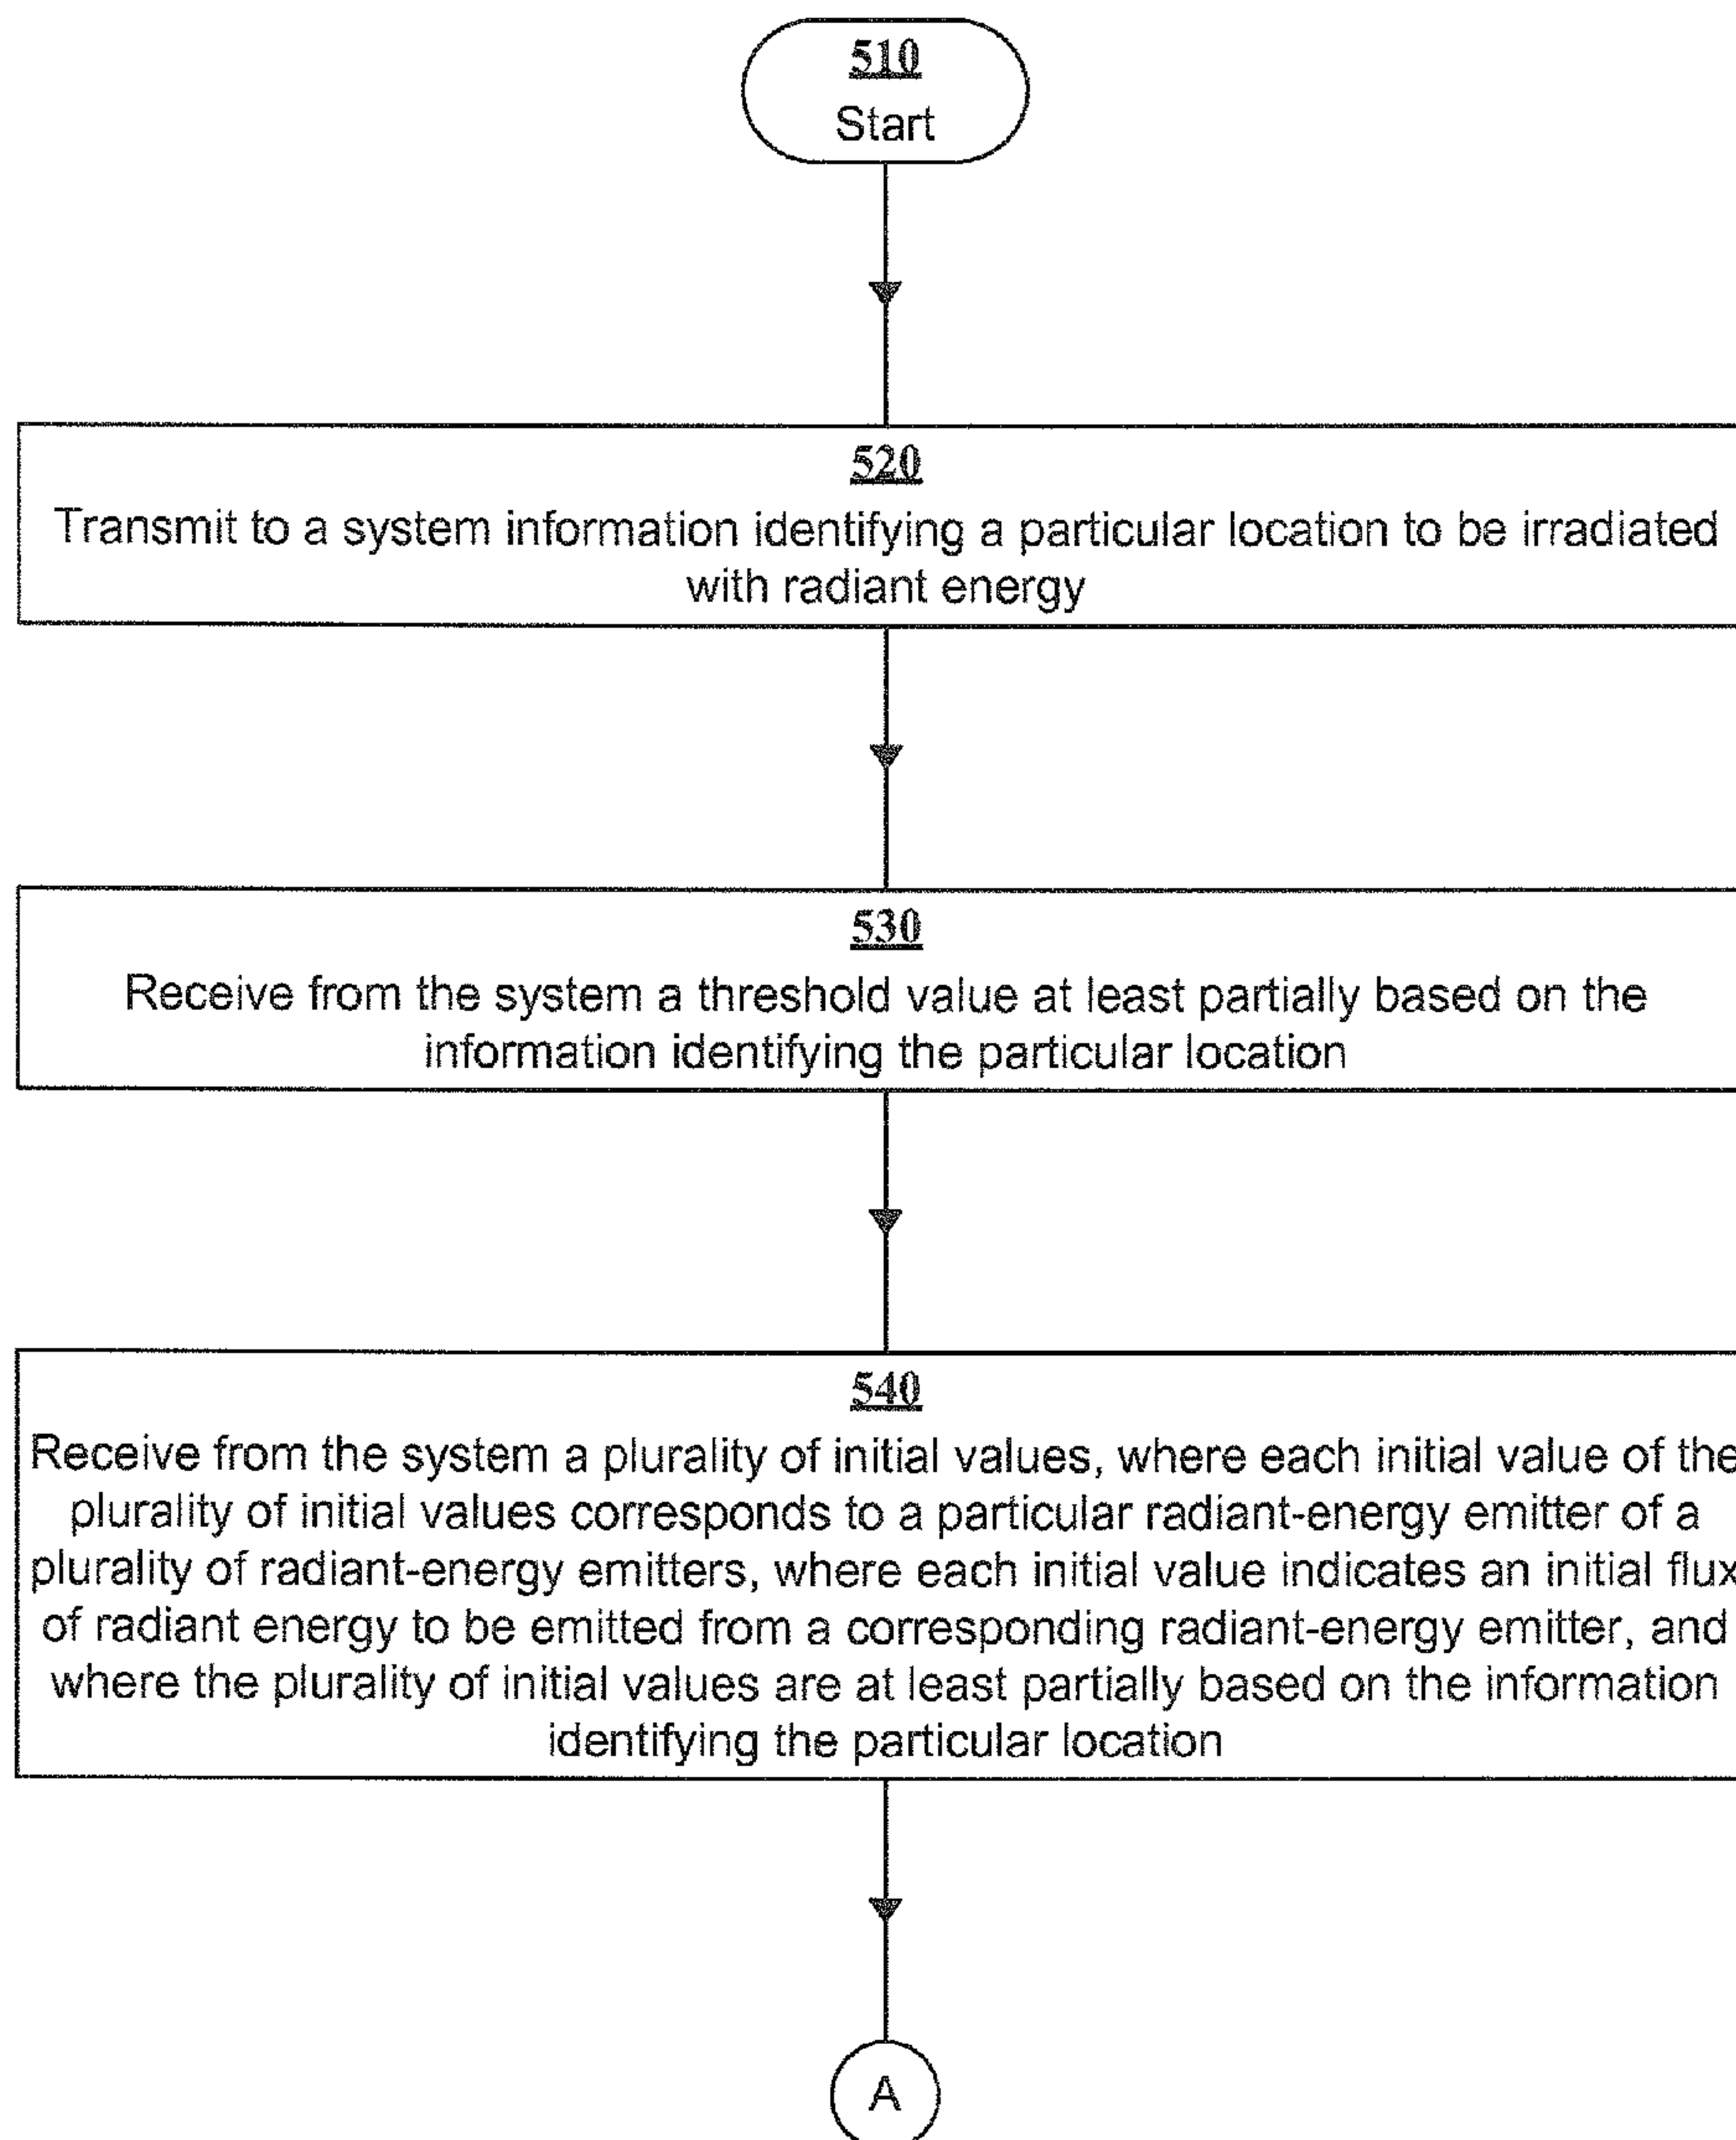 510
Start
520
Transmit to a system information identifying a particular location to be irradiated
with radiant energy
530
Receive from the system a threshold value at least partially based on the
information identifying the particular location
540
Receive from the system a plurality of initial values, where each initial value of the
plurality of initial values corresponds to a particular radiant-energy emitter of a
plurality of radiant-energy emitters, where each initial value indicates an initial flux
of radiant energy to be emitted from a corresponding radiant-energy emitter, and
where the plurality of initial values are at least partially based on the information
identifying the particular location
A